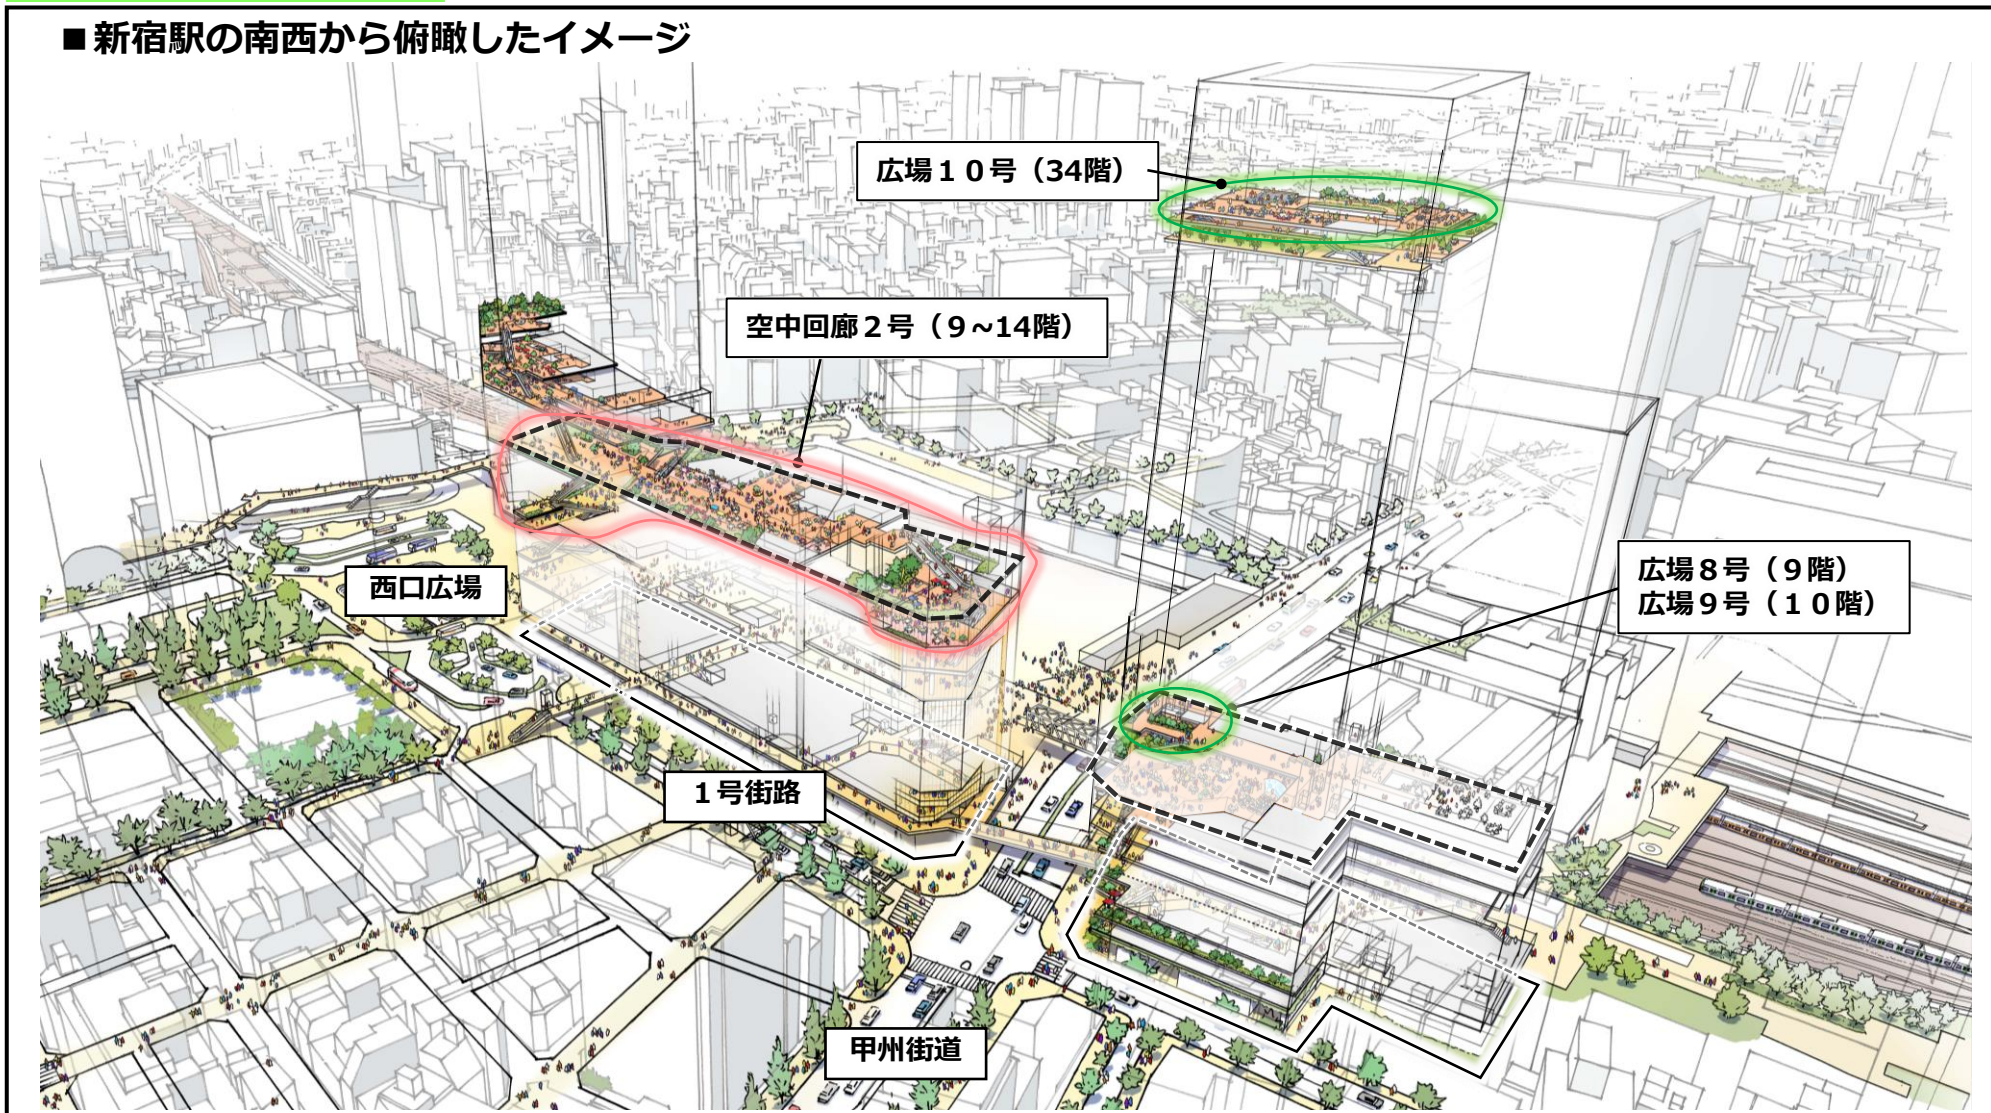 ■新宿駅の南西から俯瞰したイメージ
広場１０号（34階）
空中回廊２号（９~14階）
広場８号（９階）
広場９号（１０階）
西口広場
１号街路
甲州街道